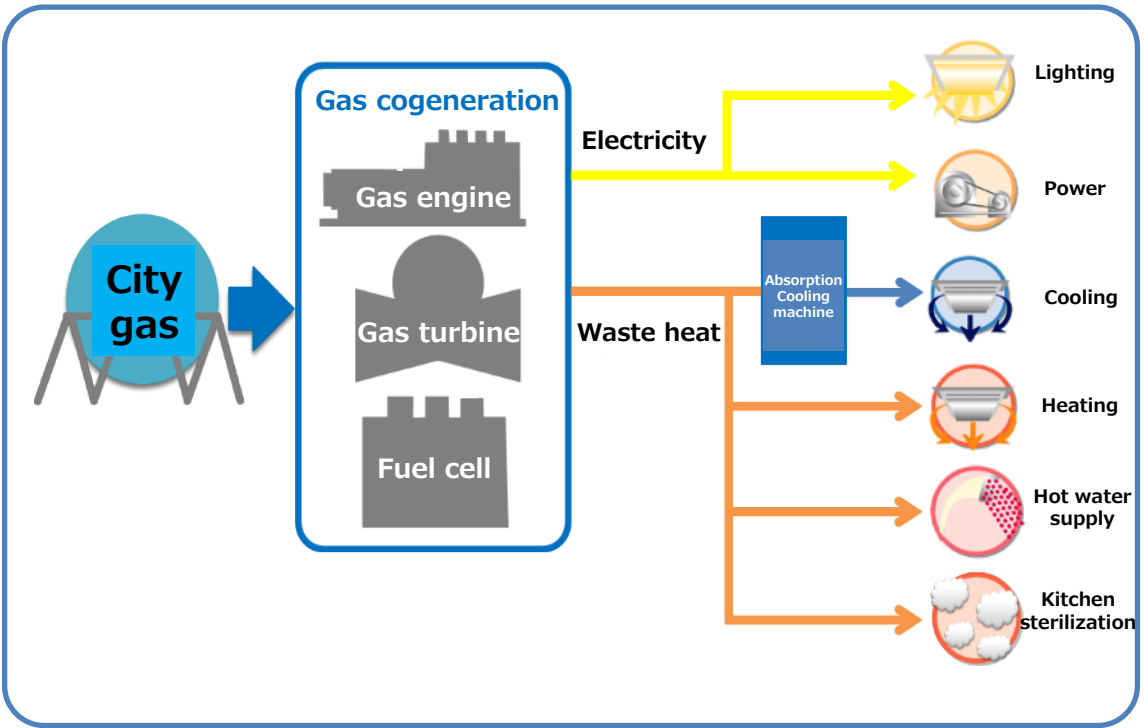 City
gas
Gas cogeneration
Gas engine
Gas turbine
Fuel cell
Electricity
Waste heat
Absorption
Cooling
machine
Lighting
Power
Cooling
Heating
Hot water
supply
Kitchen
sterilization